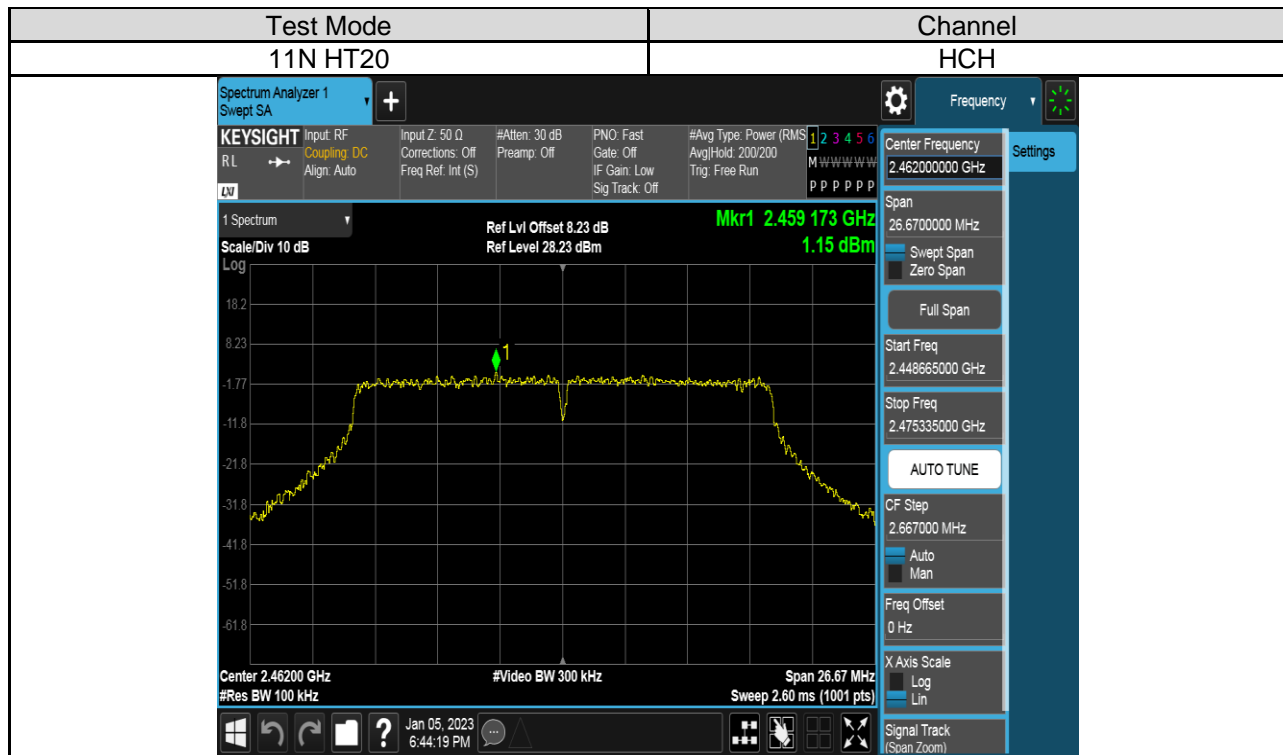 Test Mode Channel
11N HT20 HCH
Spectrum Analyzer 1
Swept SA
+
Frequency
KEYSIGHT
RL
LXI
Input: RF
Coupling: DC
Align: Auto
Input Z: 50 Ω
Corrections: Off
Freq Ref: Int (S)
#Atten: 30 dB
Preamp: Off
PNO: Fast
Gate: Off
IF Gain: Low
Sig Track: Off
#Avg Type: Power (RMS
Avg|Hold: 200/200
Trig: Free Run
1 2 3 4 5 6
M W W W W W
P P P P P P
1 Spectrum
Scale/Div 10 dB
Ref Lvl Offset 8.23 dB
Ref Level 28.23 dBm
Mkr1 2.459 173 GHz
1.15 dBm
Log
18.2
8.23
-1.77
-11.8
-21.8
-31.8
-41.8
-51.8
-61.8
1
Center 2.46200 GHz
#Res BW 100 kHz
#Video BW 300 kHz
Span 26.67 MHz
Sweep 2.60 ms (1001 pts)
?
Jan 05, 2023
6:44:19 PM
Center Frequency
2.462000000 GHz
Span
26.6700000 MHz
Swept Span
Zero Span
Full Span
Start Freq
2.448665000 GHz
Stop Freq
2.475335000 GHz
AUTO TUNE
CF Step
2.667000 MHz
Auto
Man
Freq Offset
0 Hz
X Axis Scale
Log
Lin
Signal Track
(Span Zoom)
Settings